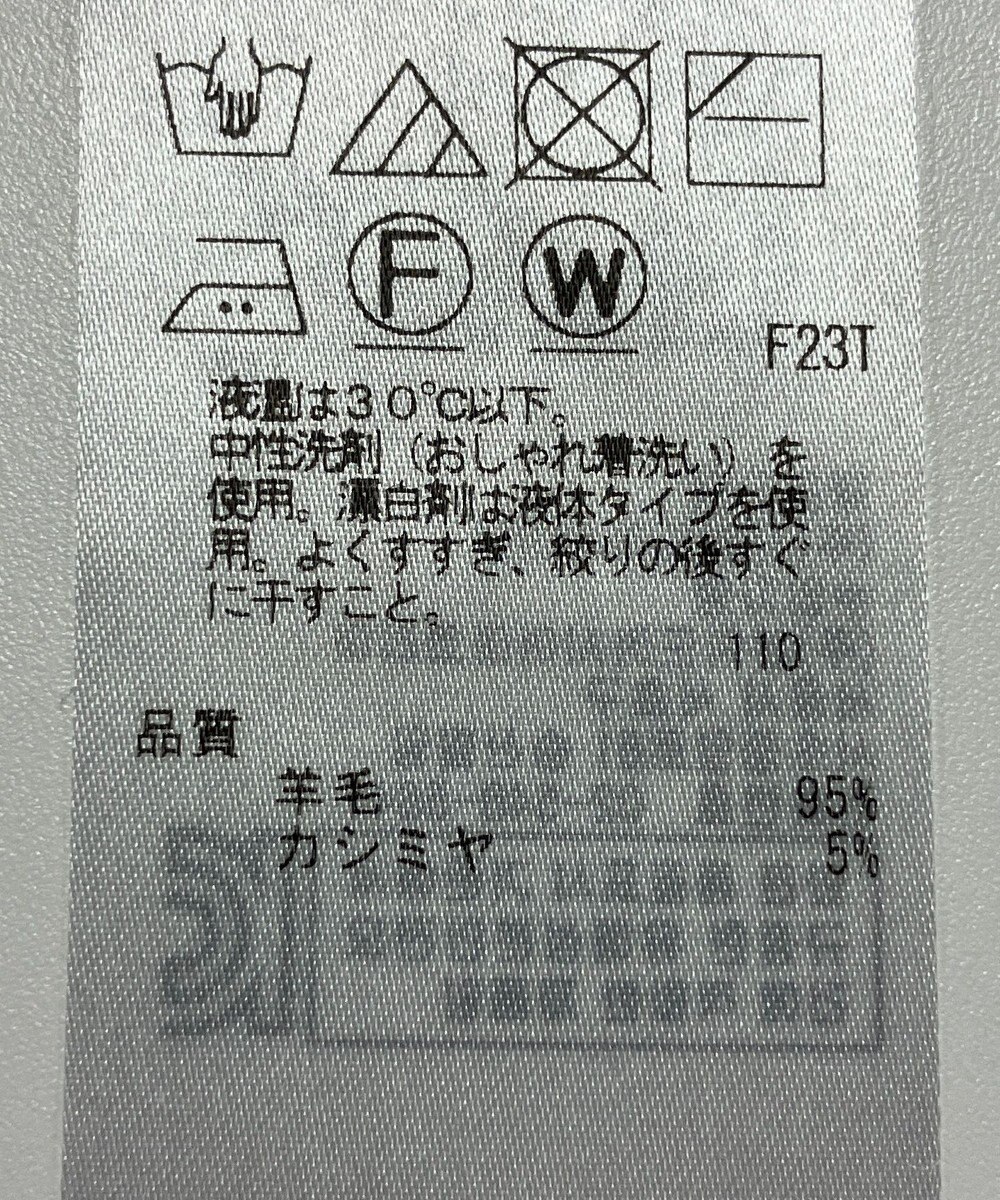 F
W
F23T
液温は30℃以下。
中性洗剤（おしゃれ着洗い）を
使用。漂白剤は液体タイプを使
用。よくすすぎ、絞りの後すぐ
に干すこと。
110
品質
羊毛 95%
カシミヤ 5%